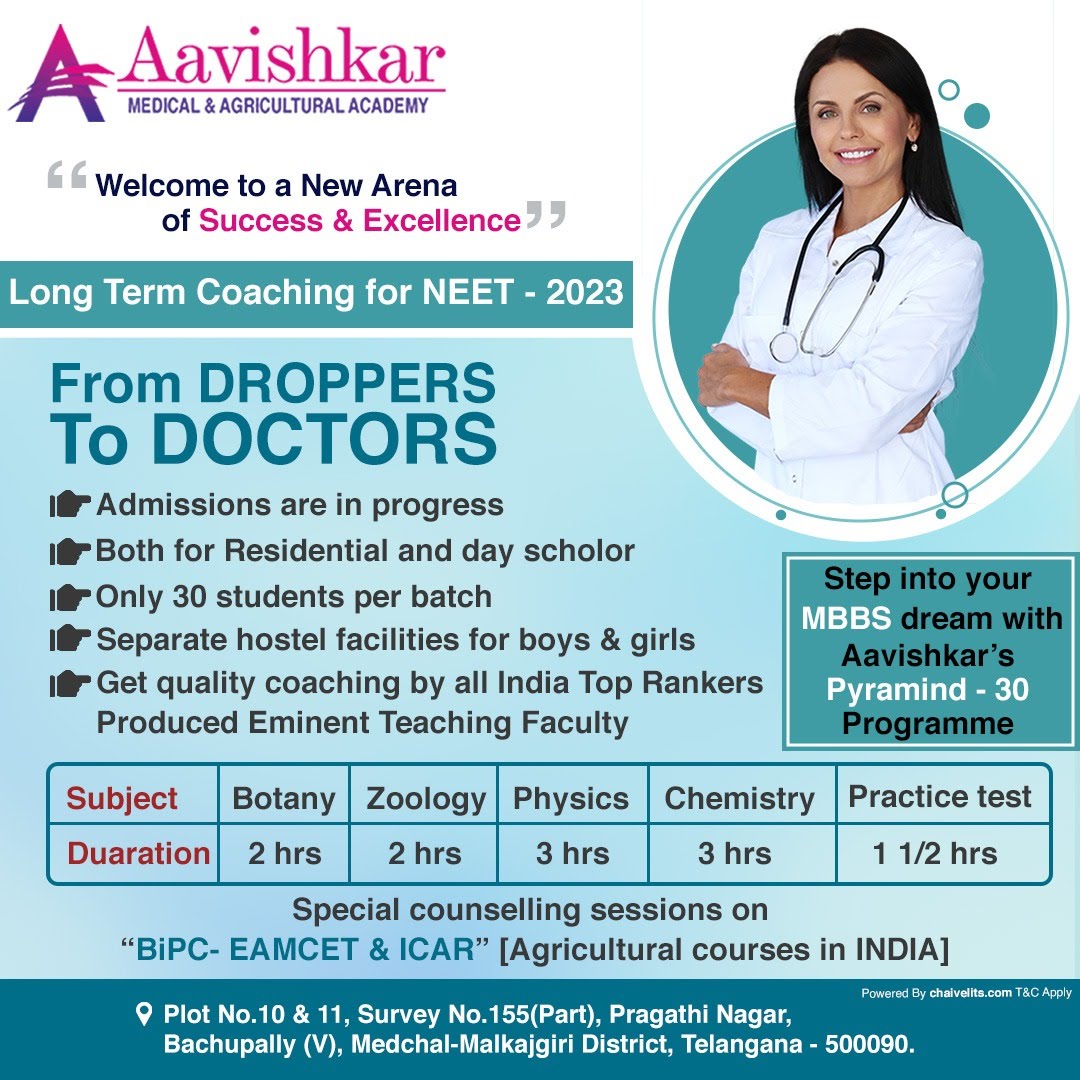 Aavishkar
MEDICAL & AGRICULTURAL ACADEMY
“Welcome to a New Arena
of Success & Excellence”
Long Term Coaching for NEET - 2023
From DROPPERS
To DOCTORS
Admissions are in progress
Both for Residential and day scholor
Only 30 students per batch
Separate hostel facilities for boys & girls
Get quality coaching by all India Top Rankers
Produced Eminent Teaching Faculty
Step into your
MBBS dream with
Aavishkar’s
Pyramind - 30
Programme
Subject Botany Zoology Physics Chemistry Practice test
Duaration 2 hrs 2 hrs 3 hrs 3 hrs 1 1/2 hrs
Special counselling sessions on
“BiPC- EAMCET & ICAR” [Agricultural courses in INDIA]
Powered By chaivelits.com T&C Apply
Plot No.10 & 11, Survey No.155(Part), Pragathi Nagar,
Bachupally (V), Medchal-Malkajgiri District, Telangana - 500090.